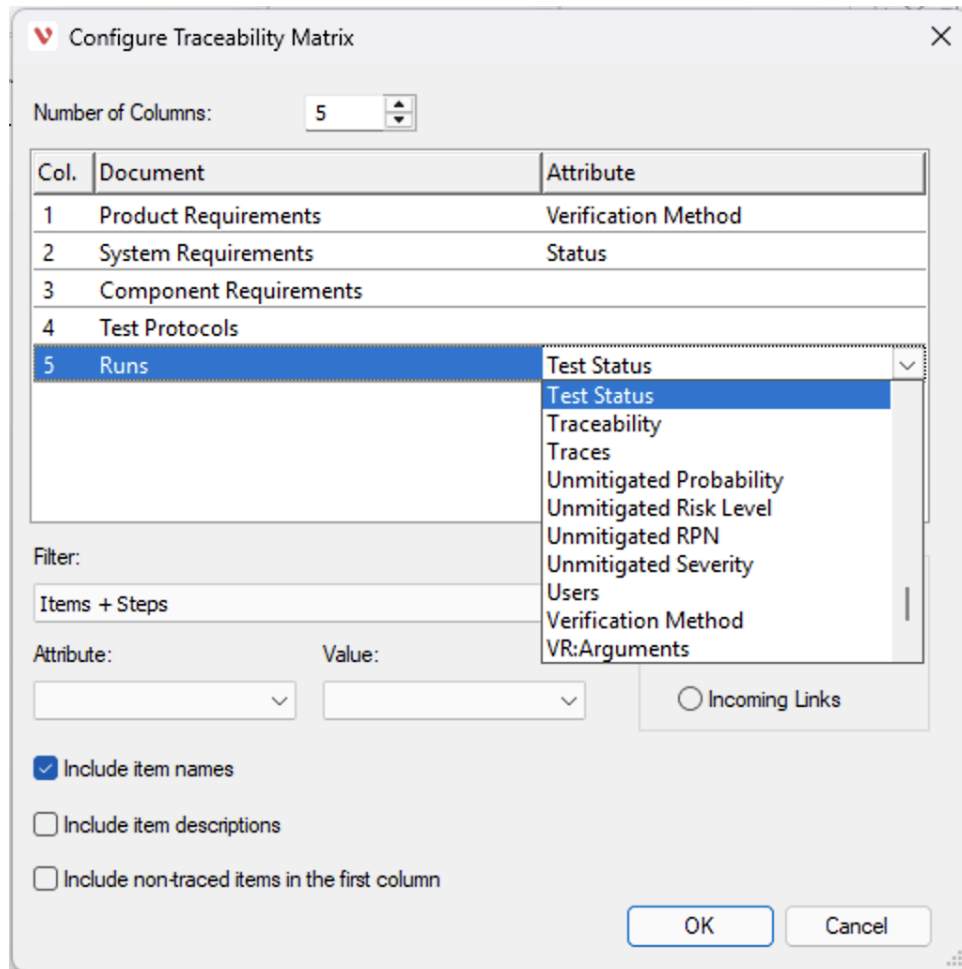 Configure Traceability Matrix
Number of Columns: 5
Col. Document Attribute
1 Product Requirements Verification Method
2 System Requirements Status
3 Component Requirements
4 Test Protocols
5 Runs Test Status
Test Status
Traceability
Traces
Unmitigated Probability
Unmitigated Risk Level
Unmitigated RPN
Unmitigated Severity
Users
Verification Method
VR:Arguments
Filter:
Items + Steps
Attribute: Value:
Incoming Links
Include item names
Include item descriptions
Include non-traced items in the first column
OK Cancel